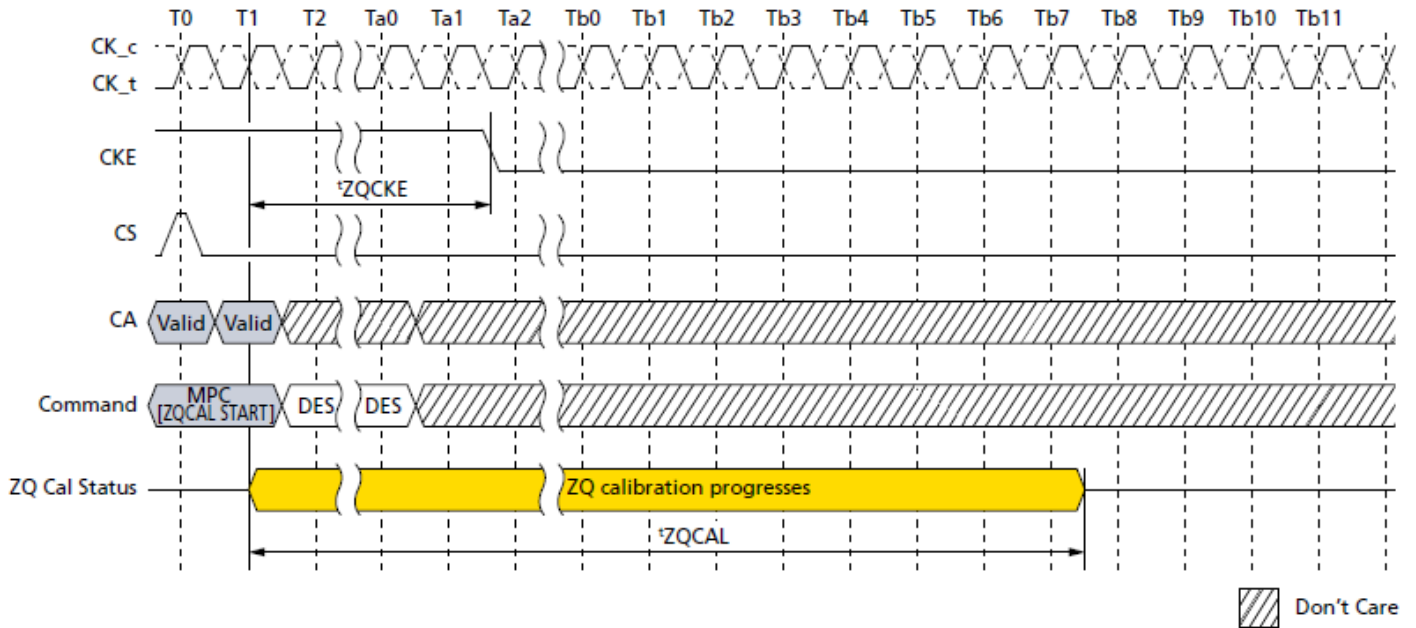 T0 T1 T2 Ta0 Ta1 Ta2 Tb0 Tb1 Tb2 Tb3 Tb4 Tb5 Tb6 Tb7 Tb8 Tb9 Tb10 Tb11
CK_c
CK_t
CKE
tZQCKE
CS
CA Valid Valid
Command MPC
[ZQCAL START] DES DES
ZQ Cal Status ZQ calibration progresses
tZQCAL
Don't Care